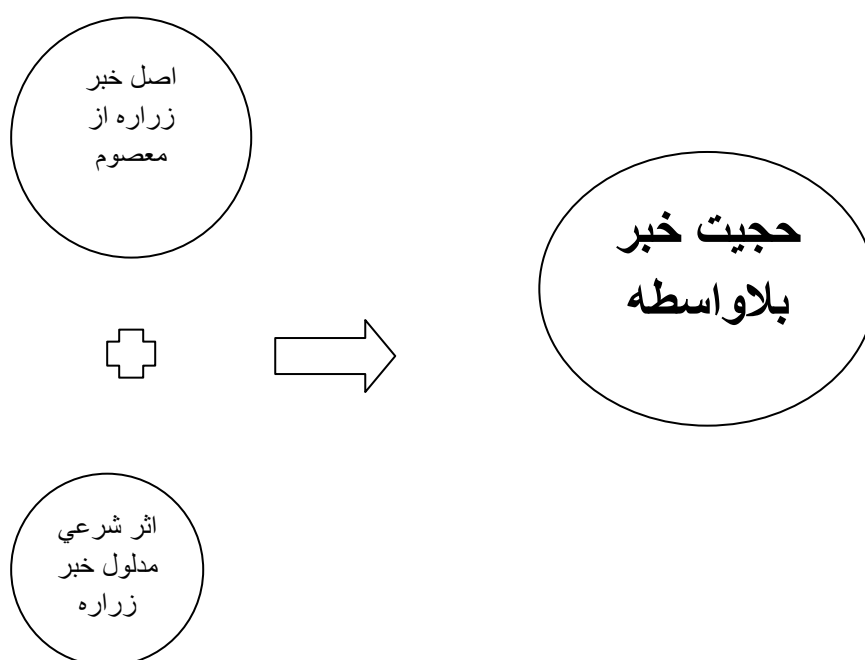 اصل خبر
زراره از
معصوم
حجيت خبر
بلاواسطه
اثر شرعي
مدلول خبر
زراره